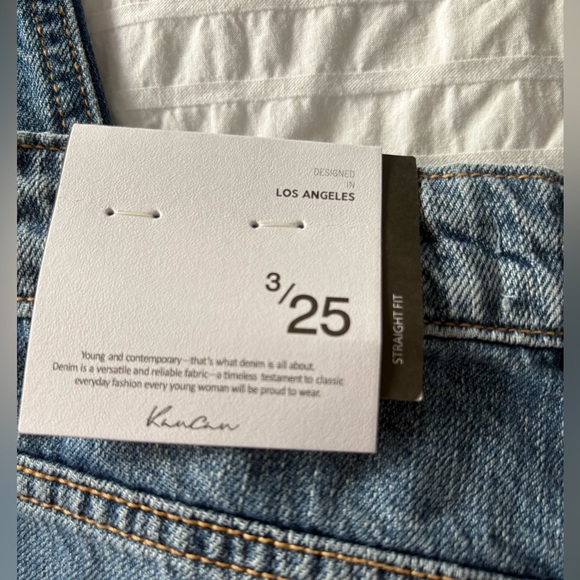 DESIGNED
IN
LOS ANGELES
3/25
STRAIGHT FIT
Young and contemporary—that's what denim is all about.
Denim is a versatile and reliable fabric—a timeless testament to classic
everyday fashion every young woman will be proud to wear.
KanCan